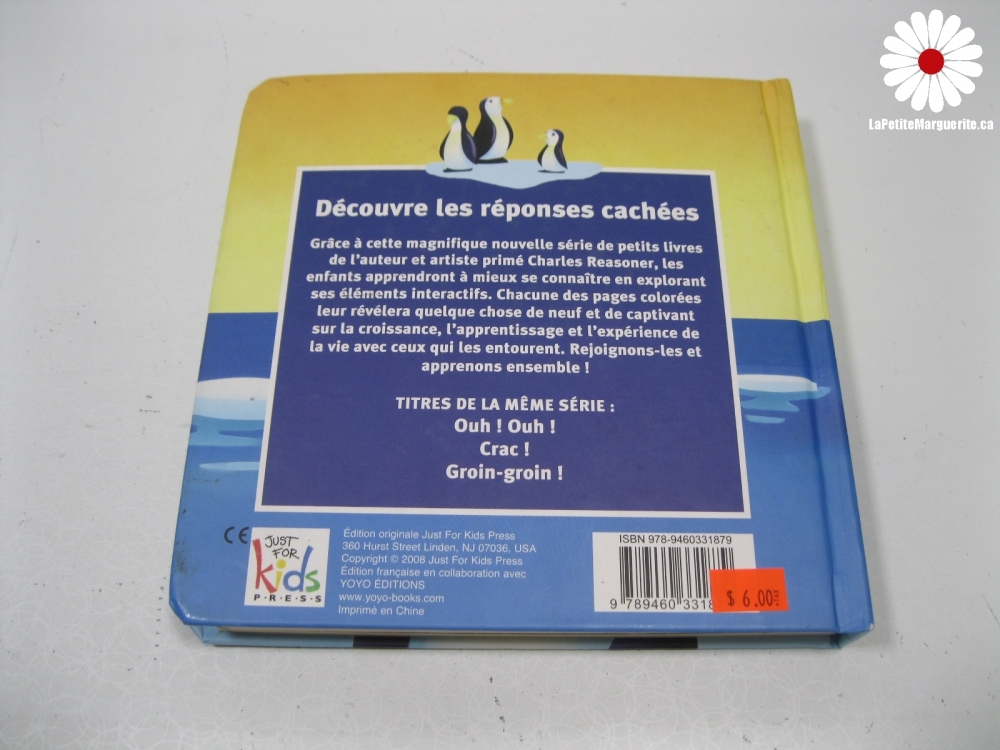 LaPetiteMarguerite.ca
Découvre les réponses cachées
Grâce à cette magnifique nouvelle série de petits livres
de l'auteur et artiste primé Charles Reasoner, les
enfants apprendront à mieux se connaître en explorant
ses éléments interactifs. Chacune des pages colorées
leur révélera quelque chose de neuf et de captivant
sur la croissance, l'apprentissage et l'expérience de
la vie avec ceux qui les entourent. Rejoignons-les et
apprenons ensemble !
TITRES DE LA MÊME SÉRIE :
Ouh ! Ouh !
Crac !
Groin-groin !
CE
JUST
FOR
kids
P·R·E·S·S
Édition originale Just For Kids Press
360 Hurst Street Linden, NJ 07036, USA
Copyright © 2008 Just For Kids Press
Édition française en collaboration avec
YOYO ÉDITIONS
www.yoyo-books.com
Imprimé en Chine
ISBN 978-9460331879
9 789460 331
$ 6.00